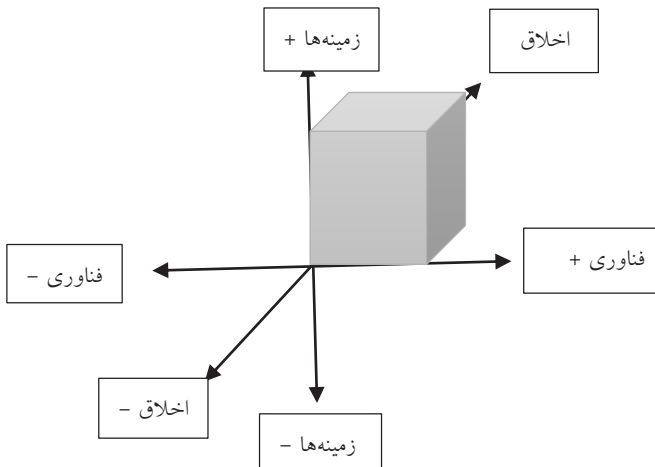 زمینه‌ها +
اخلاق
فناوری +
فناوری –
اخلاق –
زمینه‌ها –